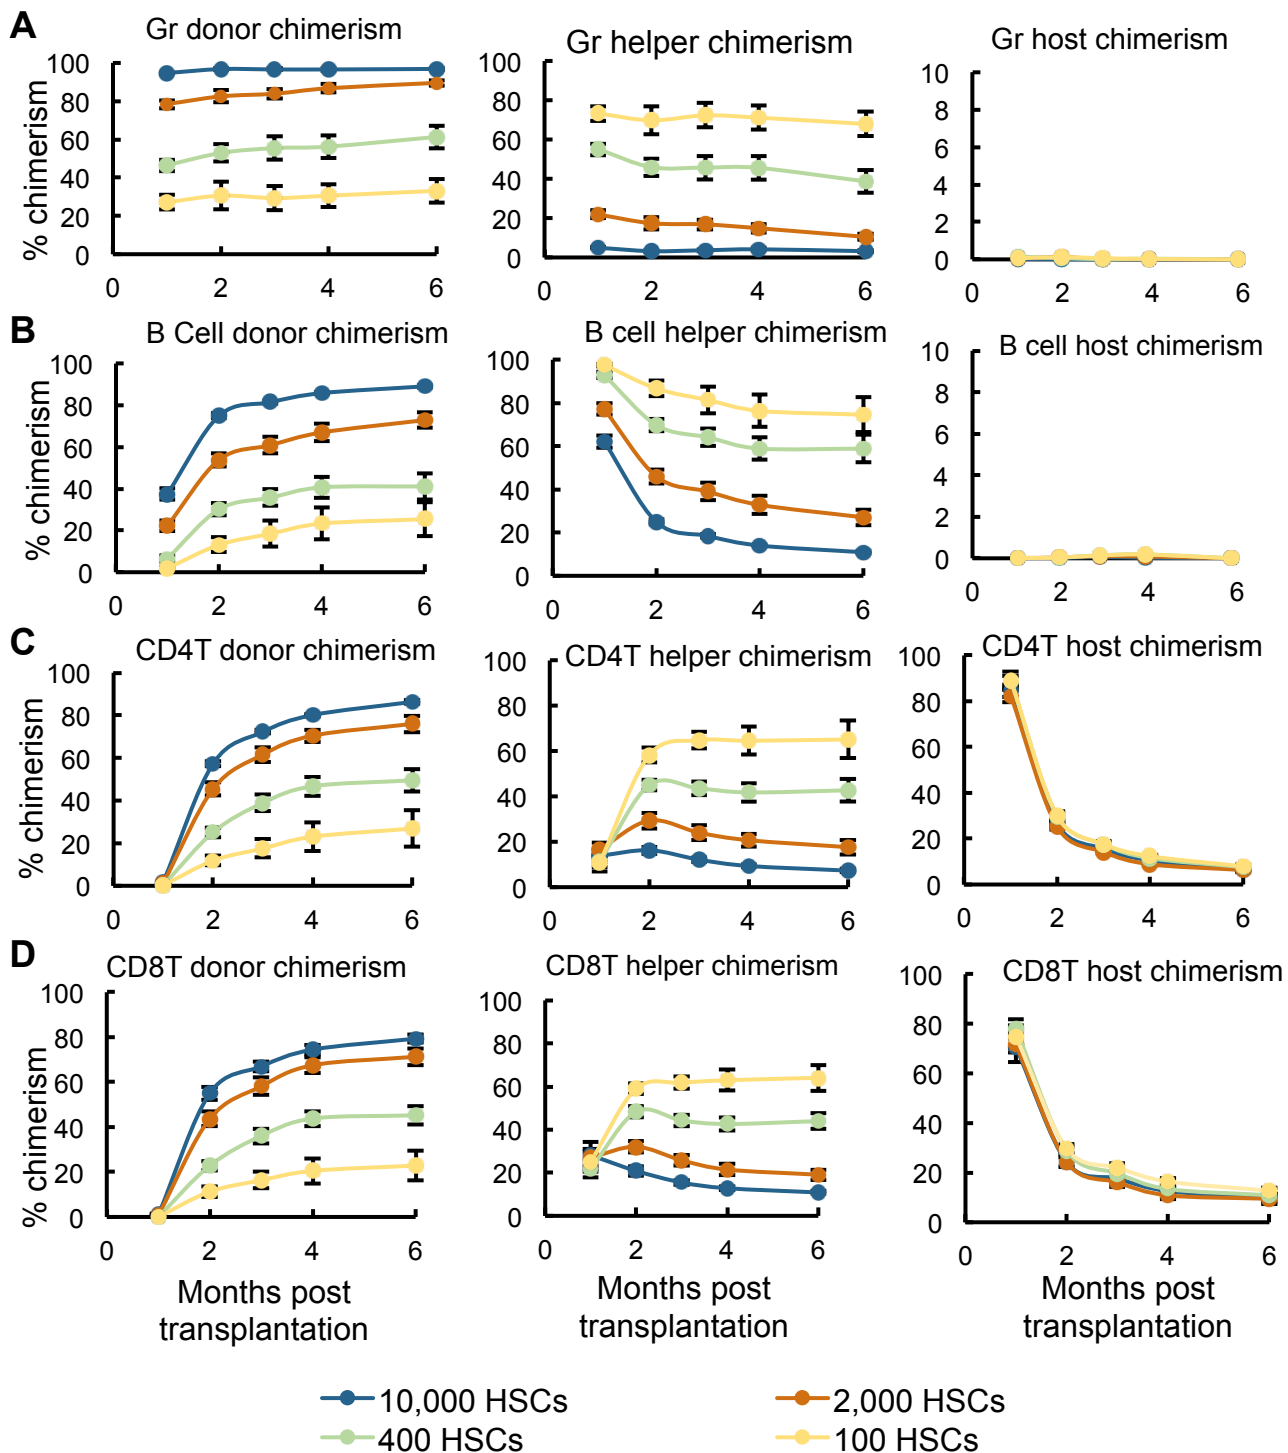 A
Gr donor chimerism
Gr helper chimerism
Gr host chimerism
% chimerism
100
80
60
40
20
0
0 2 4 6
100
80
60
40
20
0
0 2 4 6
10
8
6
4
2
0
0 2 4 6
B
B Cell donor chimerism
B cell helper chimerism
B cell host chimerism
% chimerism
100
80
60
40
20
0
0 2 4 6
100
80
60
40
20
0
0 2 4 6
10
8
6
4
2
0
0 2 4 6
C
CD4T donor chimerism
CD4T helper chimerism
CD4T host chimerism
% chimerism
100
80
60
40
20
0
0 2 4 6
100
80
60
40
20
0
0 2 4 6
100
80
60
40
20
0
0 2 4 6
D
CD8T donor chimerism
CD8T helper chimerism
CD8T host chimerism
% chimerism
100
80
60
40
20
0
0 2 4 6
100
80
60
40
20
0
0 2 4 6
100
80
60
40
20
0
0 2 4 6
Months post
transplantation
Months post
transplantation
Months post
transplantation
10,000 HSCs
2,000 HSCs
400 HSCs
100 HSCs